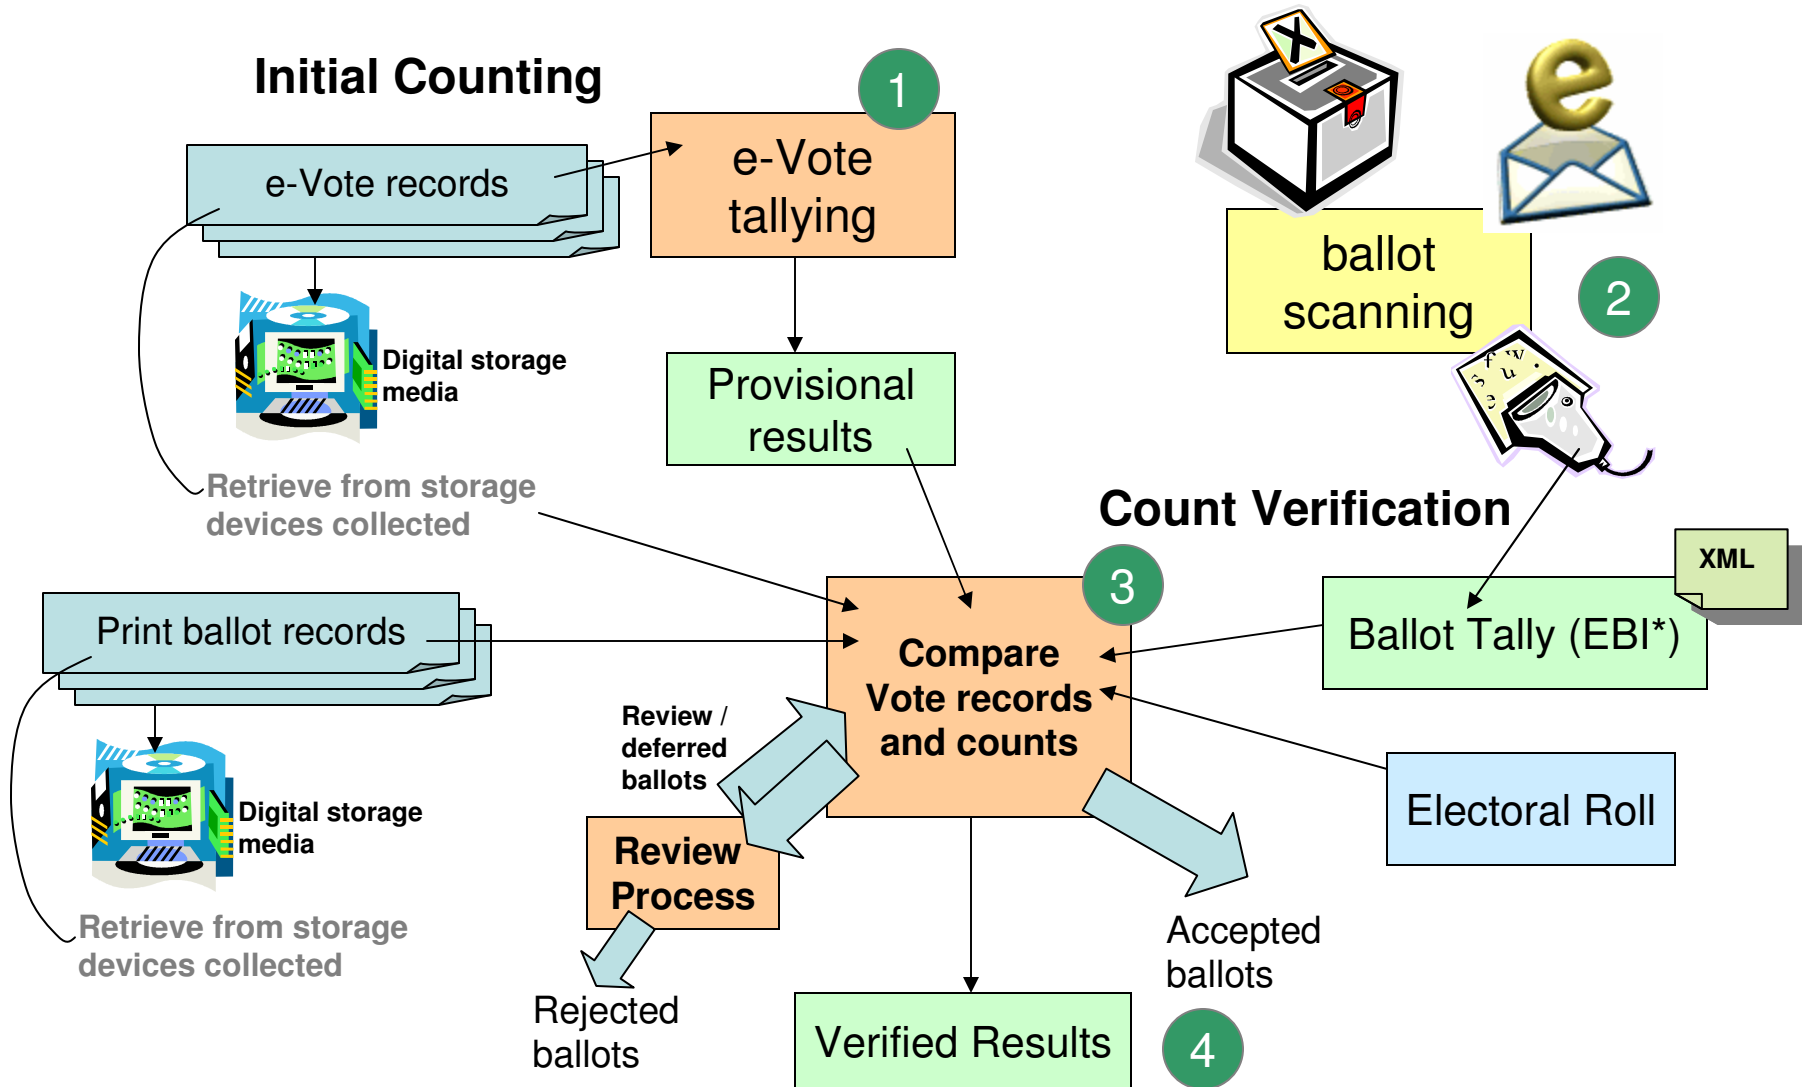 Initial Counting
1
e-Vote records
e-Vote
tallying
ballot
scanning
2
Digital storage
media
Provisional
results
Retrieve from storage
devices collected
Count Verification
XML
3
Print ballot records
Compare
Vote records
and counts
Ballot Tally (EBI*)
Review /
deferred
ballots
Digital storage
media
Electoral Roll
Review
Process
Retrieve from storage
devices collected
Accepted
ballots
Rejected
ballots
Verified Results
4
X
e
f w .
s u
e